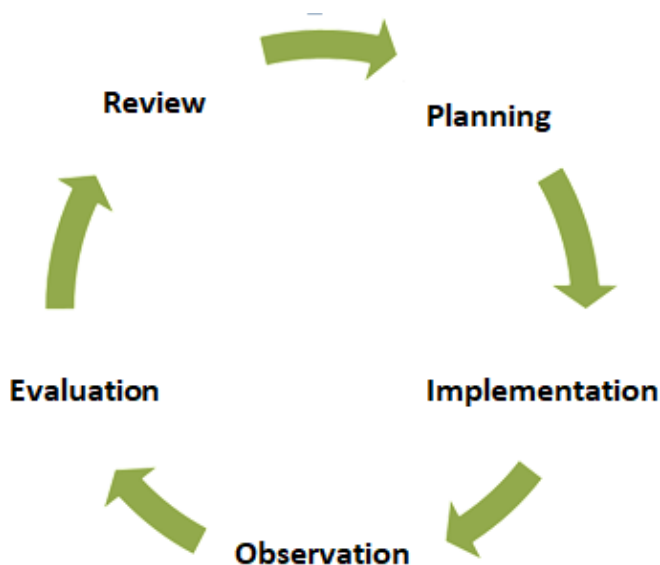 Review
Planning
Implementation
Observation
Evaluation